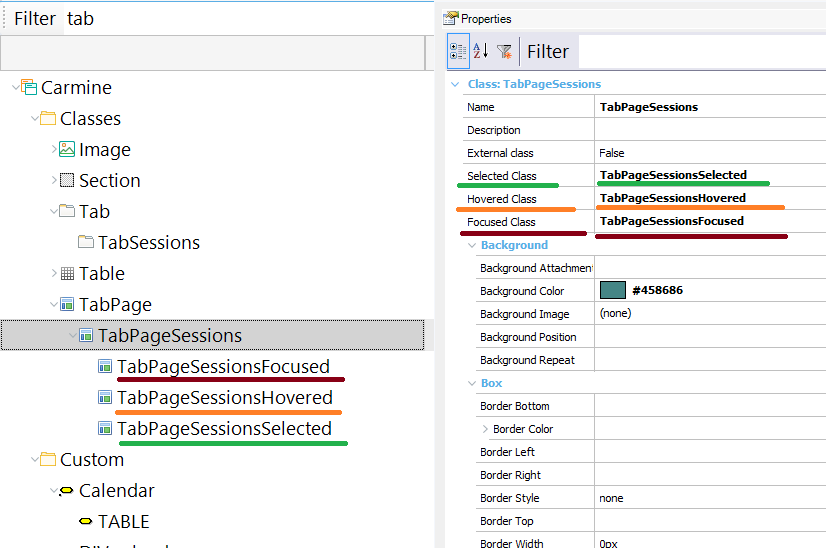 Filter tab
Carmine
Classes
Image
Section
Tab
TabSessions
Table
TabPage
TabPageSessions
TabPageSessionsFocused
TabPageSessionsHovered
TabPageSessionsSelected
Custom
Calendar
TABLE
Properties
A
Z
Filter
Class: TabPageSessions
Name TabPageSessions
Description
External class False
Selected Class TabPageSessionsSelected
Hovered Class TabPageSessionsHovered
Focused Class TabPageSessionsFocused
Background
Background Attachment
Background Color #458686
Background Image (none)
Background Position
Background Repeat
Box
Border Bottom
Border Color
Border Left
Border Right
Border Style none
Border Top
Border Width 0px